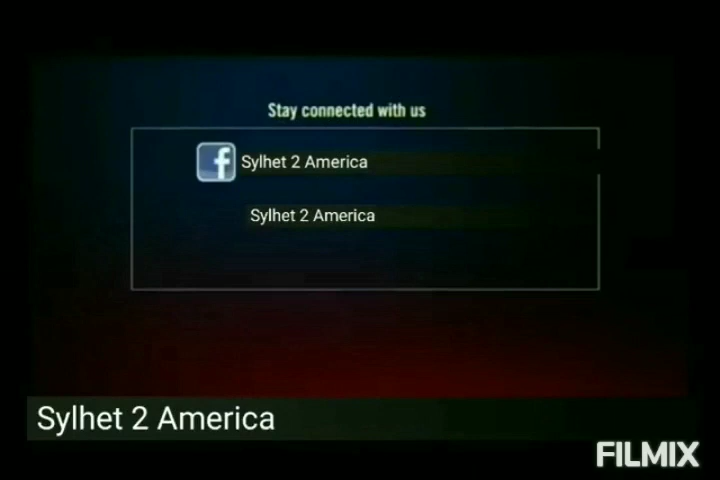 Stay connected with us
f Sylhet 2 America
Sylhet 2 America
Sylhet 2 America
FILMIX